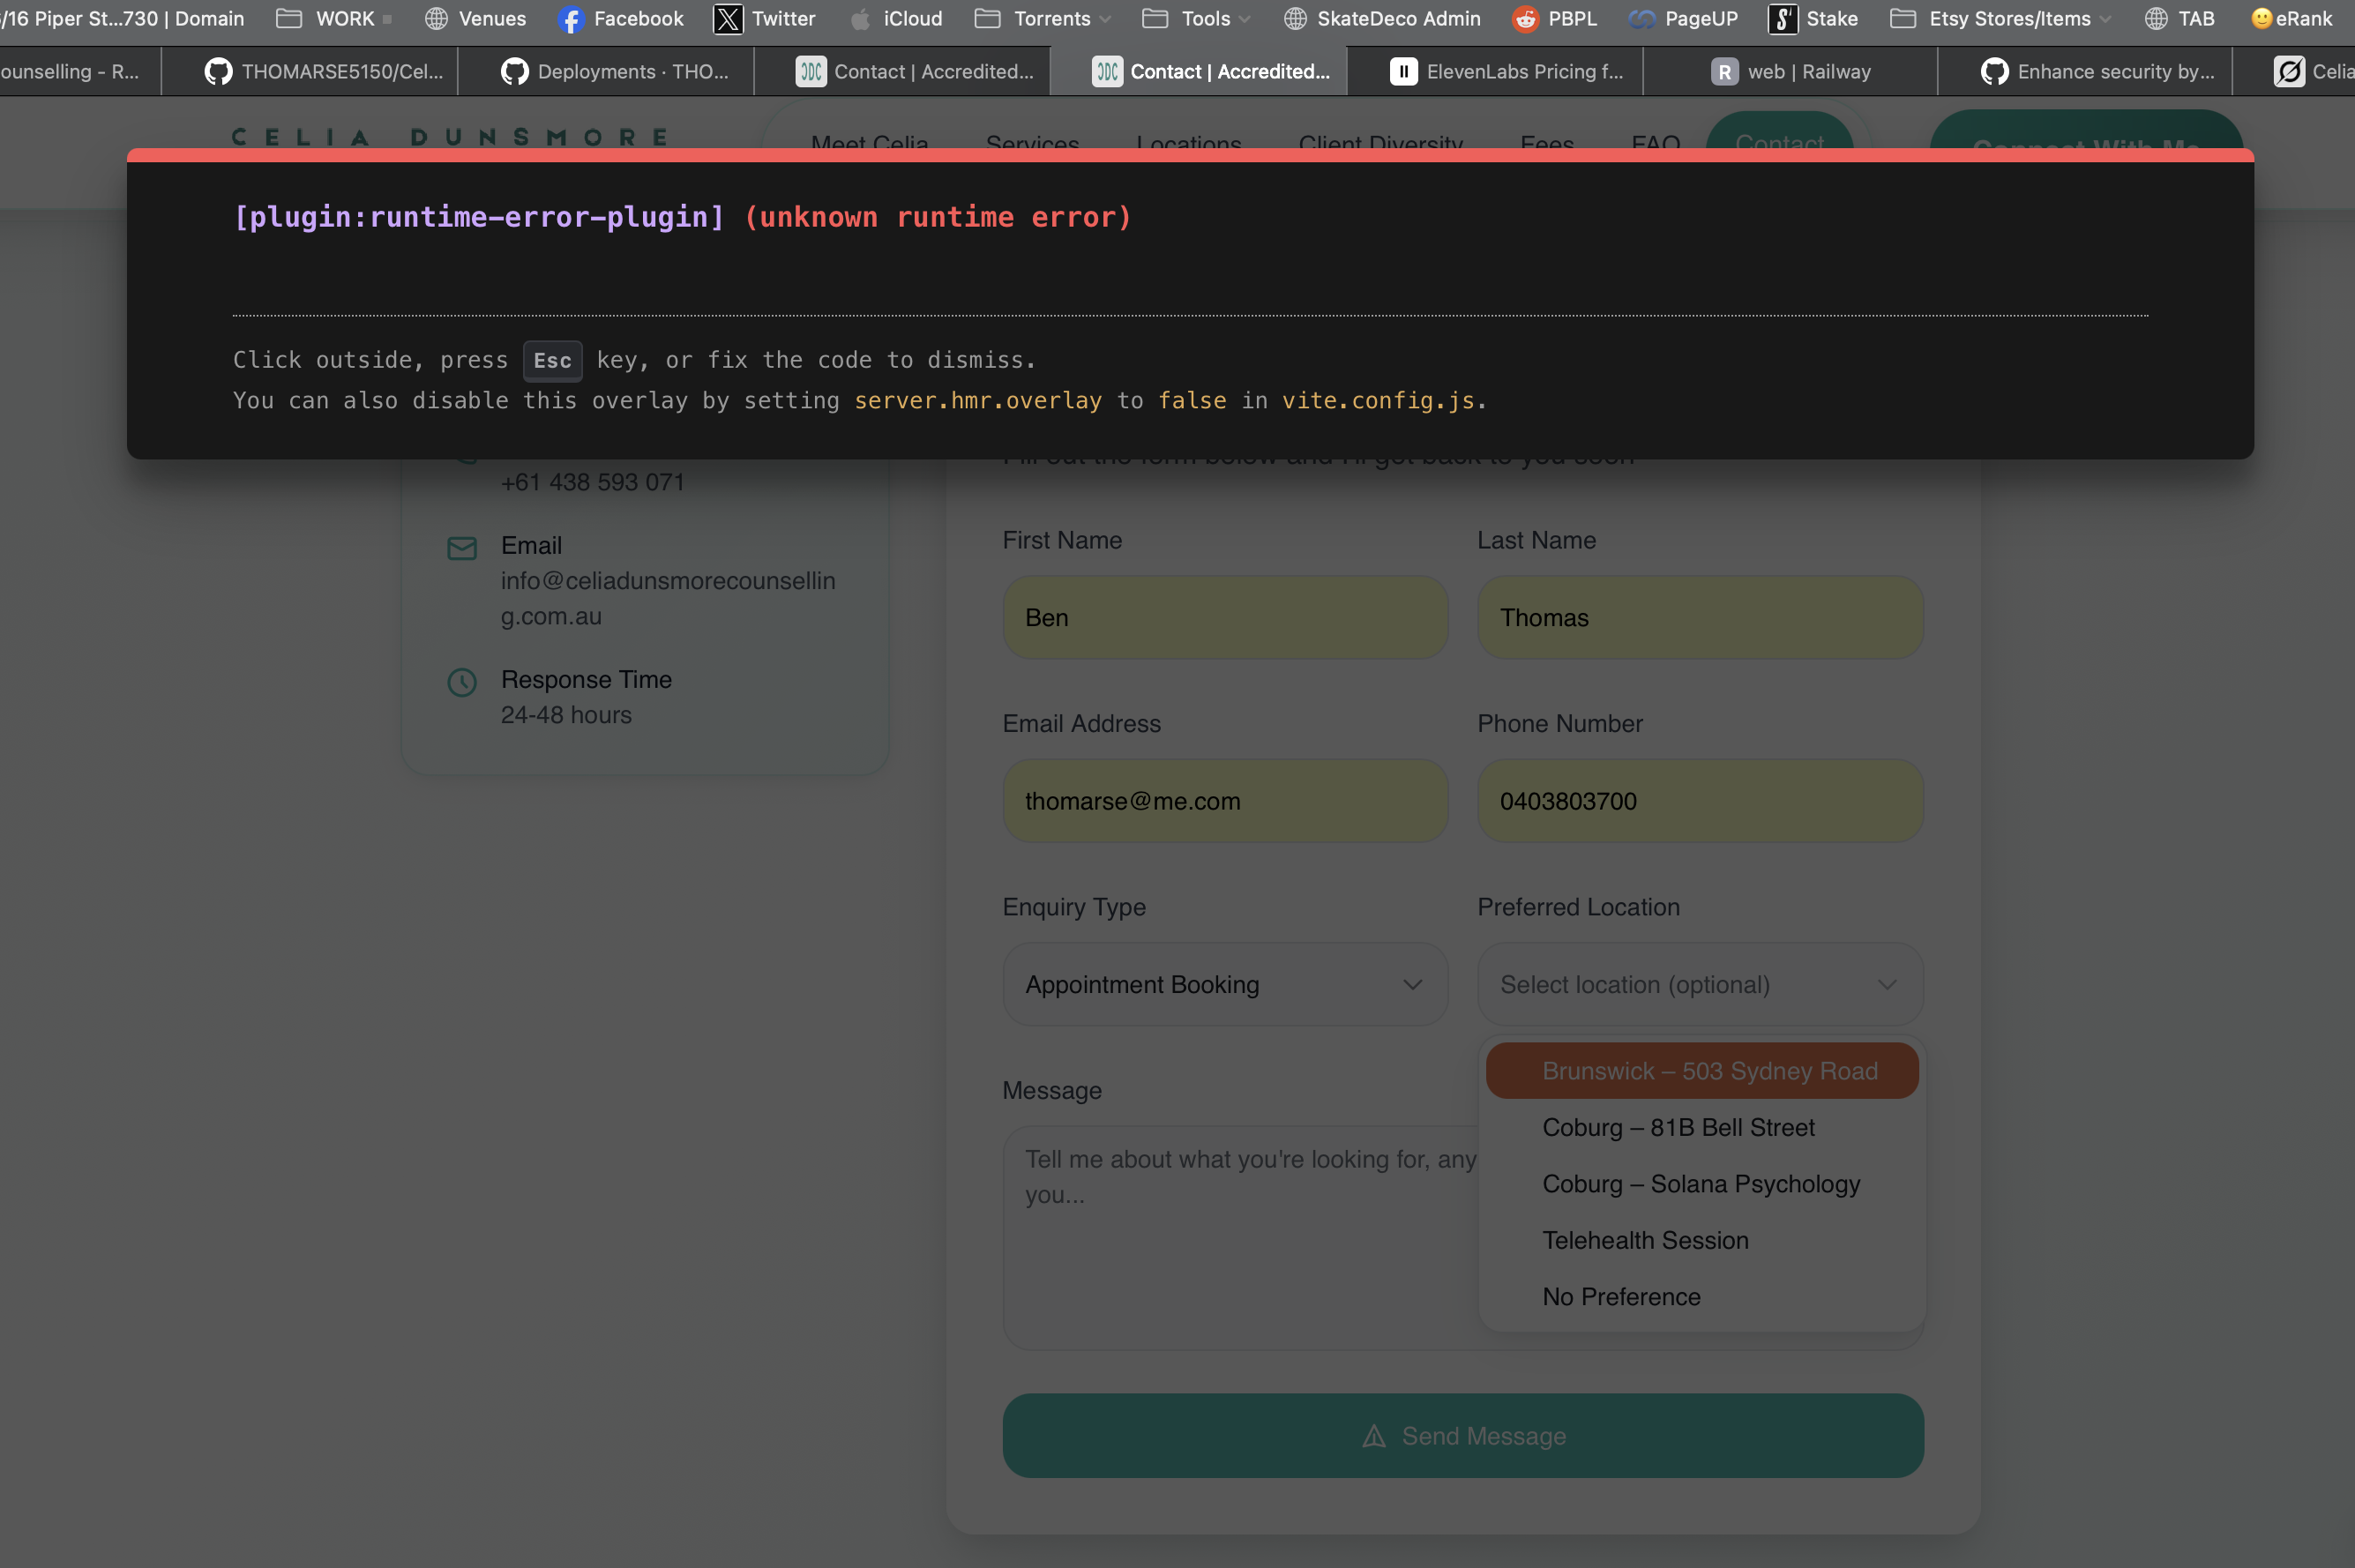 /16 Piper St...730 | Domain WORK Venues Facebook Twitter iCloud Torrents Tools SkateDeco Admin PBPL PageUP Stake Etsy Stores/Items TAB eRank
ounselling - R... THOMARSE5150/Cel... Deployments · THO... Contact | Accredited... Contact | Accredited... ElevenLabs Pricing f... web | Railway Enhance security by... Celia
CELIA DUNSMORE Meet Celia Services Locations Client Diversity Fees FAQ Contact Connect With Me
[plugin:runtime-error-plugin] (unknown runtime error)
Click outside, press Esc key, or fix the code to dismiss.
You can also disable this overlay by setting server.hmr.overlay to false in vite.config.js.
Fill out the form below and I'll get back to you soon
+61 438 593 071
Email
info@celiadunsmorecounsellin
g.com.au
Response Time
24-48 hours
First Name Last Name
Ben Thomas
Email Address Phone Number
thomarse@me.com 0403803700
Enquiry Type Preferred Location
Appointment Booking Select location (optional)
Brunswick – 503 Sydney Road
Coburg – 81B Bell Street
Coburg – Solana Psychology
Telehealth Session
No Preference
Message
Tell me about what you're looking for, any
you...
Send Message